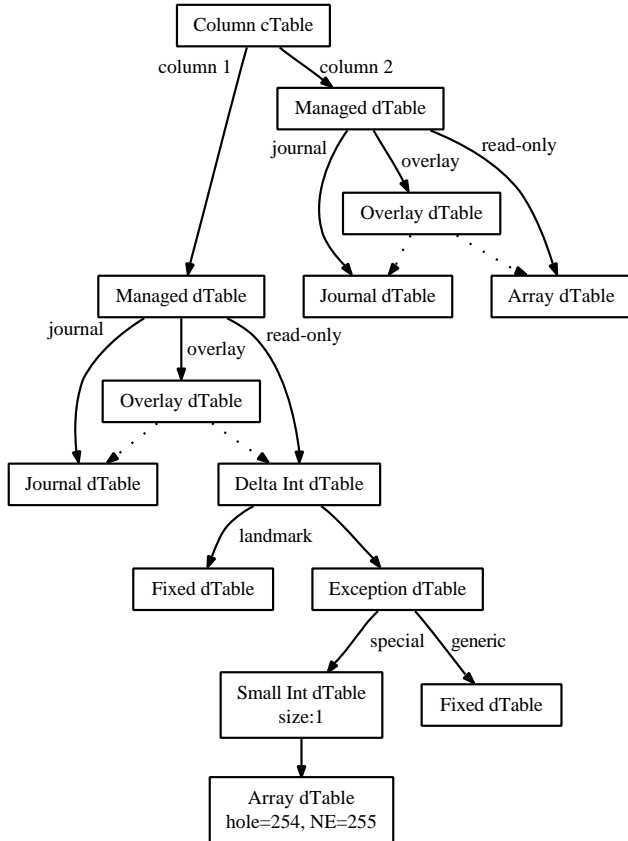 Column cTable
column 1
column 2
Managed dTable
journal
overlay
read-only
Overlay dTable
Journal dTable
Array dTable
Managed dTable
journal
overlay
read-only
Overlay dTable
Journal dTable
Delta Int dTable
landmark
Fixed dTable
Exception dTable
special
generic
Small Int dTable
size:1
Fixed dTable
Array dTable
hole=254, NE=255